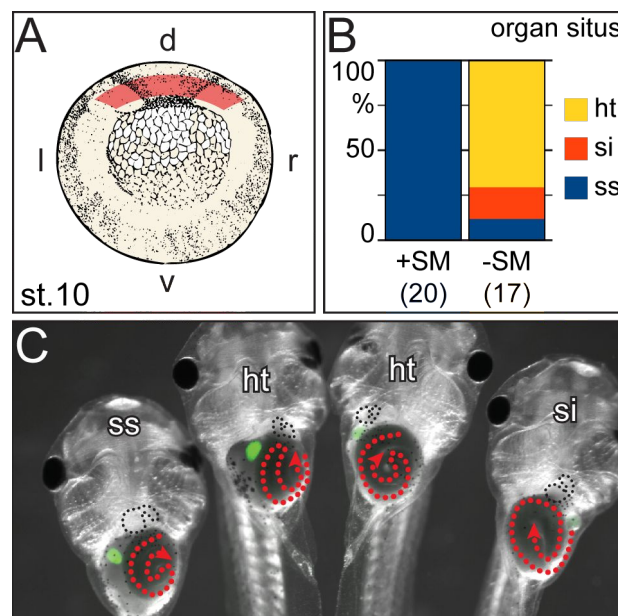 A
d
l
r
v
st.10
B
organ situs
100
%
50
0
ht
si
ss
+SM
-SM
(20)
(17)
C
ss
ht
ht
si